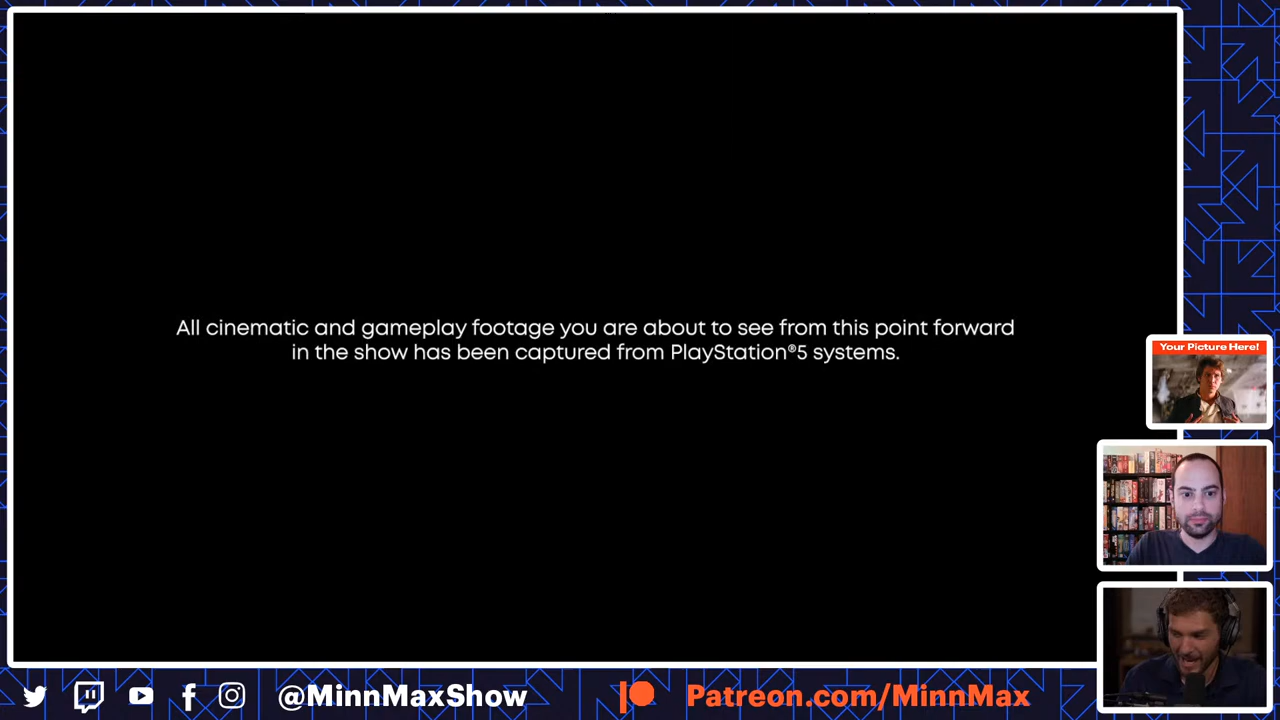 All cinematic and gameplay footage you are about to see from this point forward
in the show has been captured from PlayStation®5 systems.
Your Picture Here!
@MinnMaxShow
Patreon.com/MinnMax